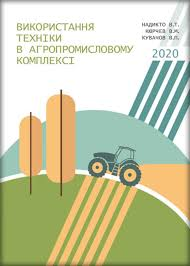 ВИКОРИСТАННЯ
ТЕХНІКИ
В АГРОПРОМИСЛОВОМУ
КОМПЛЕКСІ
НАДИКТО В.Т.
КЮРЧЕВ В.М.
КУВАЧОВ В.П.
2020